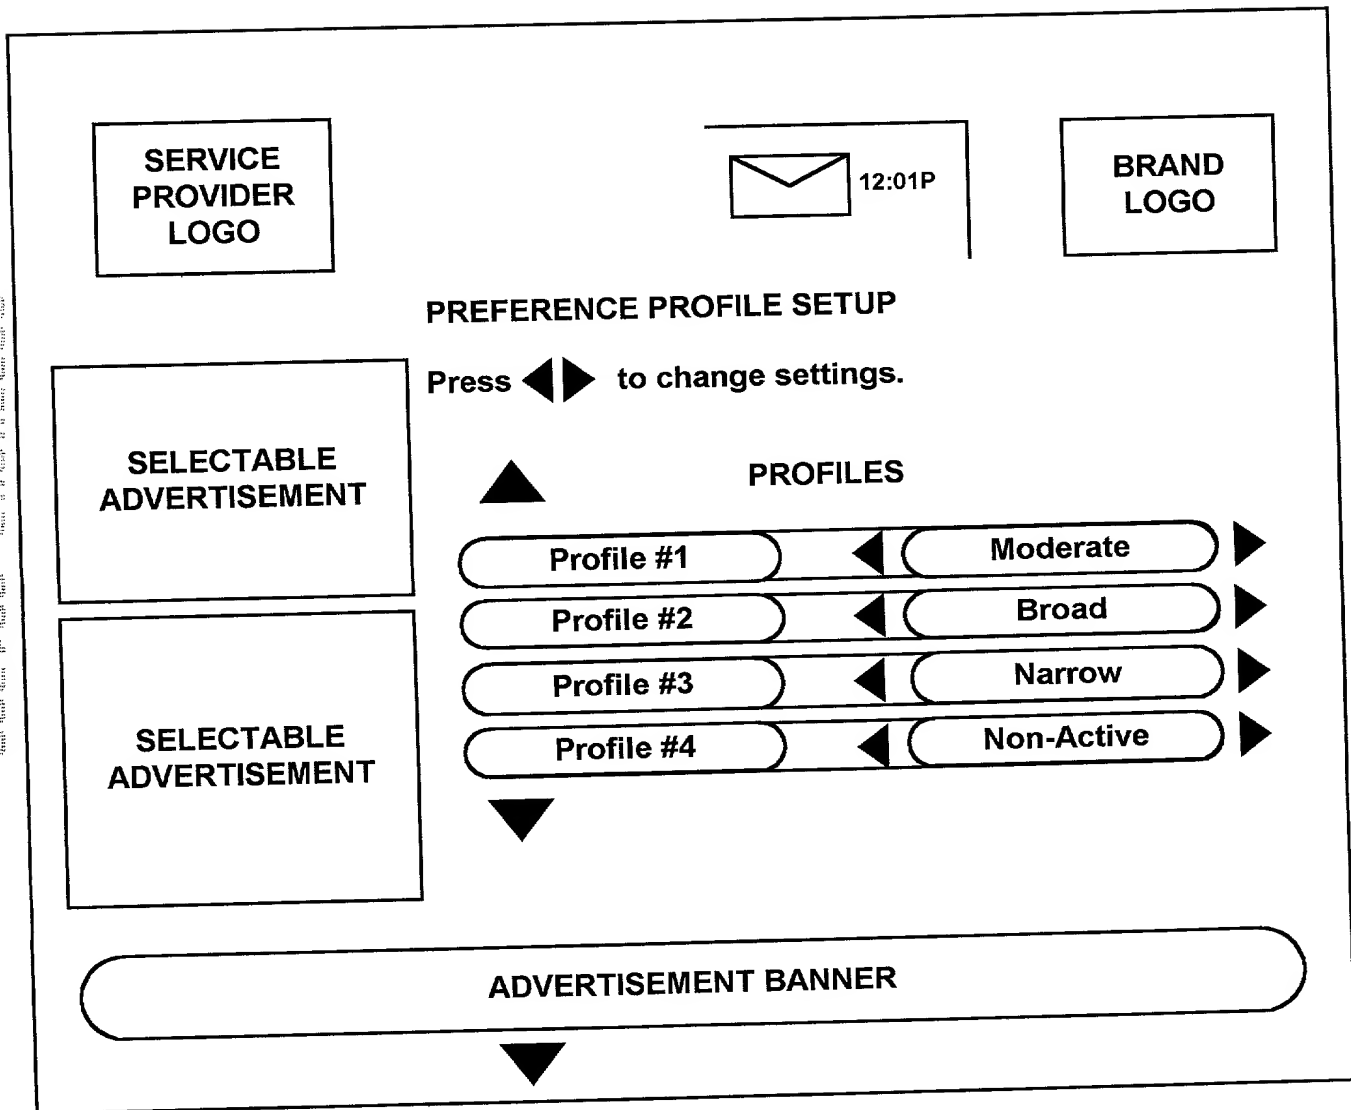 SERVICE
PROVIDER
LOGO
12:01P
BRAND
LOGO
PREFERENCE PROFILE SETUP
Press to change settings.
SELECTABLE
ADVERTISEMENT
PROFILES
Profile #1 Moderate
Profile #2 Broad
Profile #3 Narrow
Profile #4 Non-Active
SELECTABLE
ADVERTISEMENT
ADVERTISEMENT BANNER